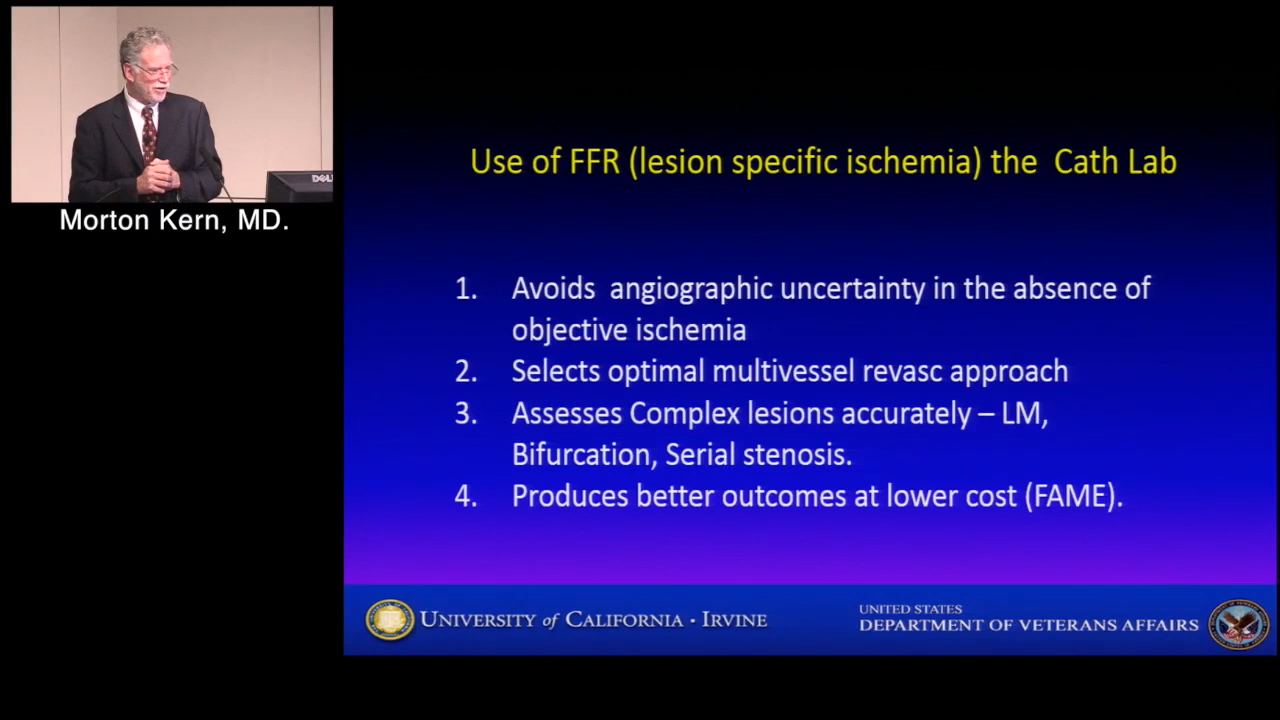 DELL
Morton Kern, MD.
Use of FFR (lesion specific ischemia) the Cath Lab
1. Avoids angiographic uncertainty in the absence of
objective ischemia
2. Selects optimal multivessel revasc approach
3. Assesses Complex lesions accurately – LM,
Bifurcation, Serial stenosis.
4. Produces better outcomes at lower cost (FAME).
UNIVERSITY of CALIFORNIA · IRVINE
UNITED STATES
DEPARTMENT OF VETERANS AFFAIRS